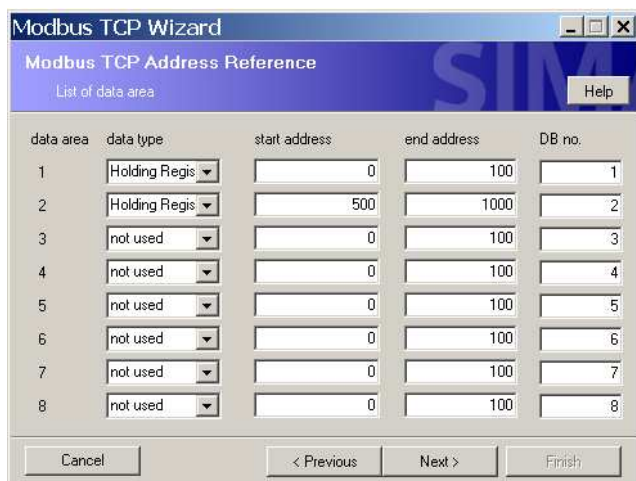 Modbus TCP Wizard
Modbus TCP Address Reference
List of data area
SIM
Help
data area data type start address end address DB no.
1 Holding Regis 0 100 1
2 Holding Regis 500 1000 2
3 not used 0 100 3
4 not used 0 100 4
5 not used 0 100 5
6 not used 0 100 6
7 not used 0 100 7
8 not used 0 100 8
Cancel < Previous Next > Finish